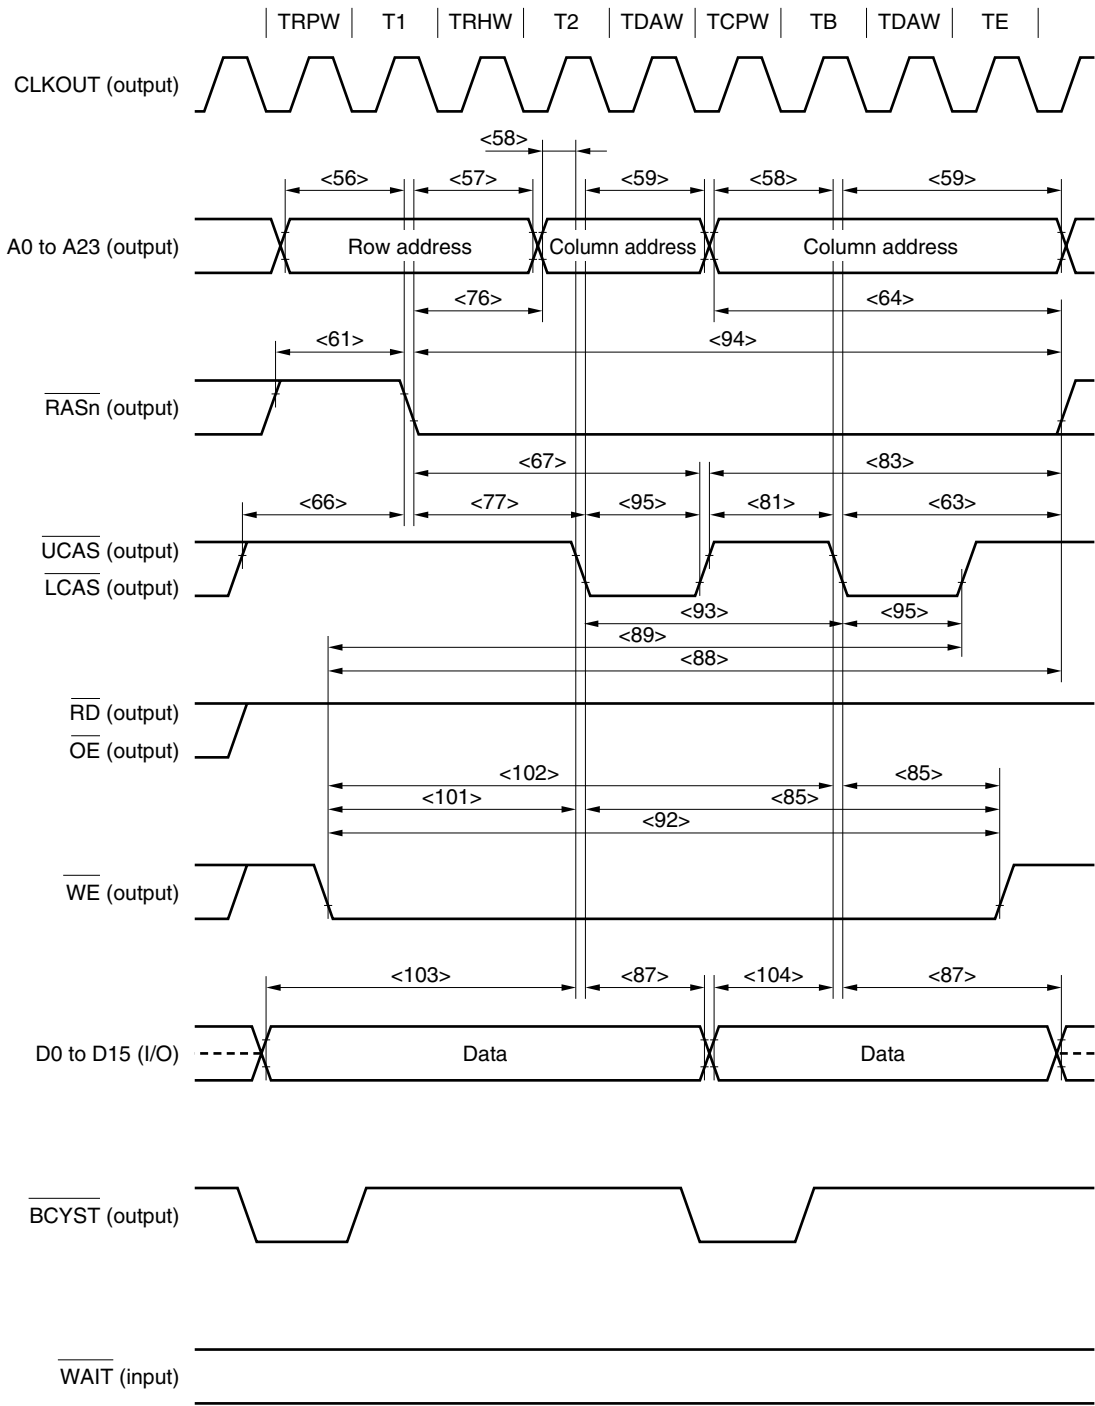 TRPW T1 TRHW T2 TDAW TCPW TB TDAW TE
CLKOUT (output)
<58>
<56> <57> <59> <58> <59>
A0 to A23 (output) Row address Column address Column address
<76> <64>
<61> <94>
RASn (output)
<67> <83>
<66> <77> <95> <81> <63>
UCAS (output)
LCAS (output)
<93> <95>
<89>
<88>
RD (output)
OE (output)
<102> <85>
<101> <85>
<92>
WE (output)
<103> <87> <104> <87>
D0 to D15 (I/O) Data Data
BCYST (output)
WAIT (input)